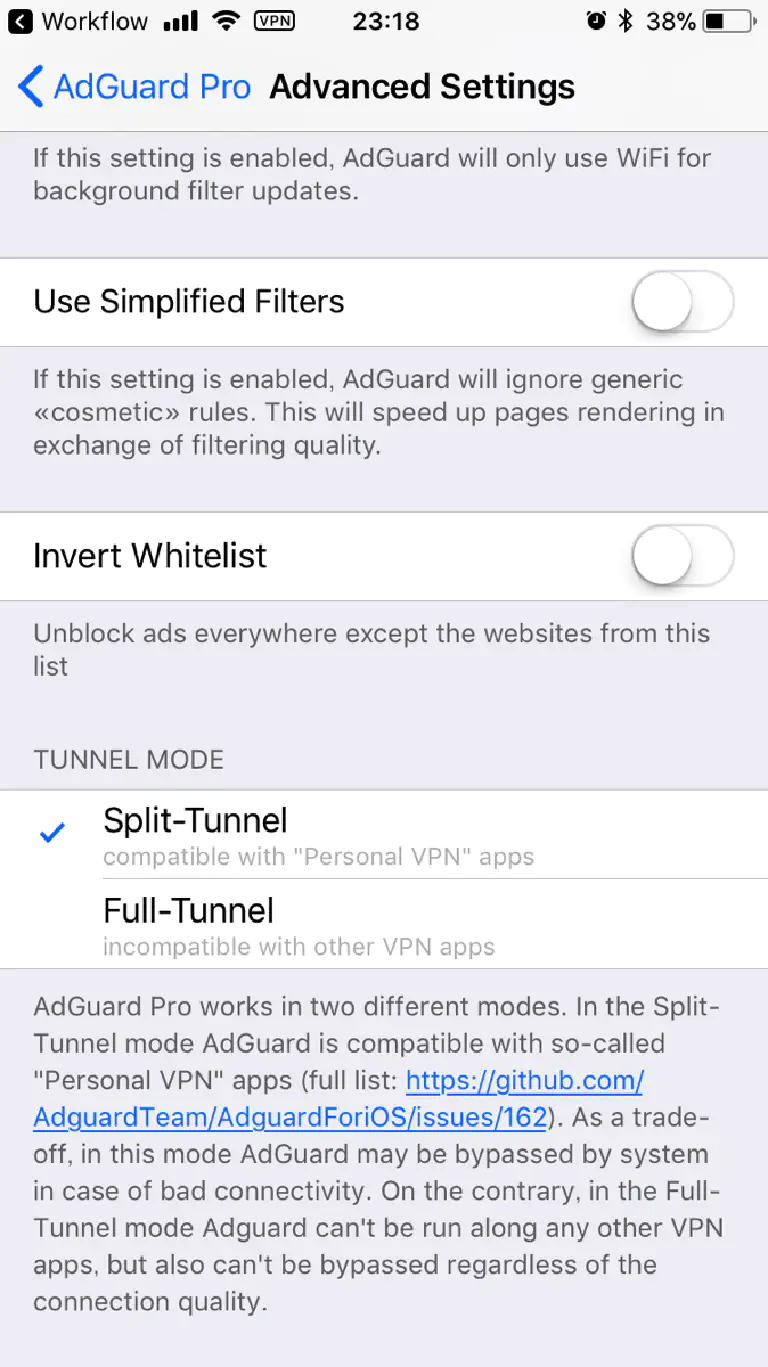 Workflow VPN 23:18 38%
AdGuard Pro Advanced Settings
If this setting is enabled, AdGuard will only use WiFi for
background filter updates.
Use Simplified Filters
If this setting is enabled, AdGuard will ignore generic
«cosmetic» rules. This will speed up pages rendering in
exchange of filtering quality.
Invert Whitelist
Unblock ads everywhere except the websites from this
list
TUNNEL MODE
Split-Tunnel
compatible with "Personal VPN" apps
Full-Tunnel
incompatible with other VPN apps
AdGuard Pro works in two different modes. In the Split-
Tunnel mode AdGuard is compatible with so-called
"Personal VPN" apps (full list: https://github.com/
AdguardTeam/AdguardForiOS/issues/162). As a trade-
off, in this mode AdGuard may be bypassed by system
in case of bad connectivity. On the contrary, in the Full-
Tunnel mode Adguard can't be run along any other VPN
apps, but also can't be bypassed regardless of the
connection quality.